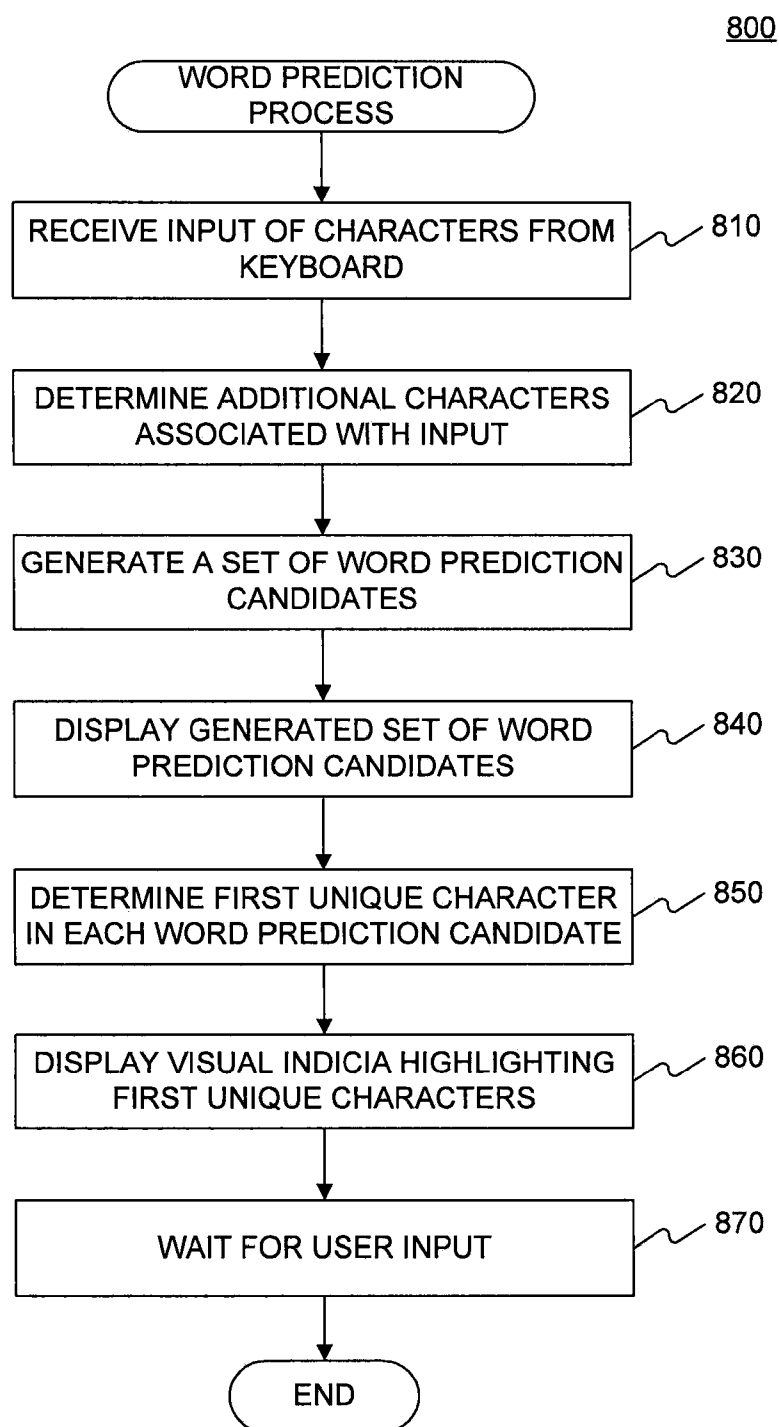 800
WORD PREDICTION
PROCESS
RECEIVE INPUT OF CHARACTERS FROM
KEYBOARD
810
DETERMINE ADDITIONAL CHARACTERS
ASSOCIATED WITH INPUT
820
GENERATE A SET OF WORD PREDICTION
CANDIDATES
830
DISPLAY GENERATED SET OF WORD
PREDICTION CANDIDATES
840
DETERMINE FIRST UNIQUE CHARACTER
IN EACH WORD PREDICTION CANDIDATE
850
DISPLAY VISUAL INDICIA HIGHLIGHTING
FIRST UNIQUE CHARACTERS
860
WAIT FOR USER INPUT
870
END